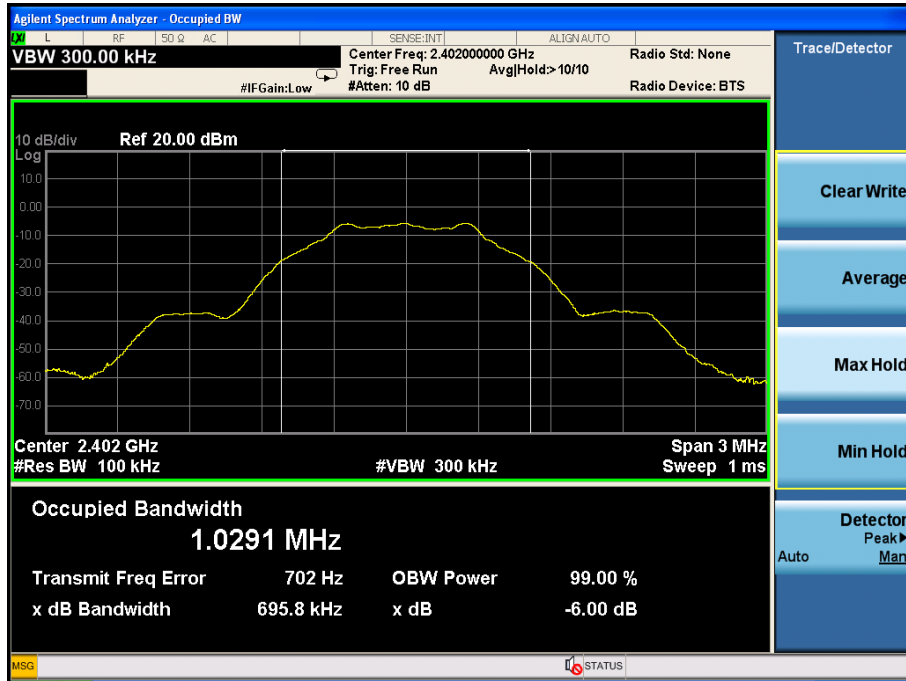 Agilent Spectrum Analyzer - Occupied BW
LXI L RF 50 Ω AC SENSE:INT ALIGN AUTO
VBW 300.00 kHz
Center Freq: 2.402000000 GHz Radio Std: None
Trig: Free Run Avg|Hold:>10/10
#IFGain:Low #Atten: 10 dB Radio Device: BTS
10 dB/div Ref 20.00 dBm
Log
10.0
0.00
-10.0
-20.0
-30.0
-40.0
-50.0
-60.0
-70.0
Center 2.402 GHz Span 3 MHz
#Res BW 100 kHz #VBW 300 kHz Sweep 1 ms
Occupied Bandwidth
1.0291 MHz
Transmit Freq Error 702 Hz OBW Power 99.00 %
x dB Bandwidth 695.8 kHz x dB -6.00 dB
MSG STATUS
Trace/Detector
Clear Write
Average
Max Hold
Min Hold
Detector
Peak▶
Auto Man